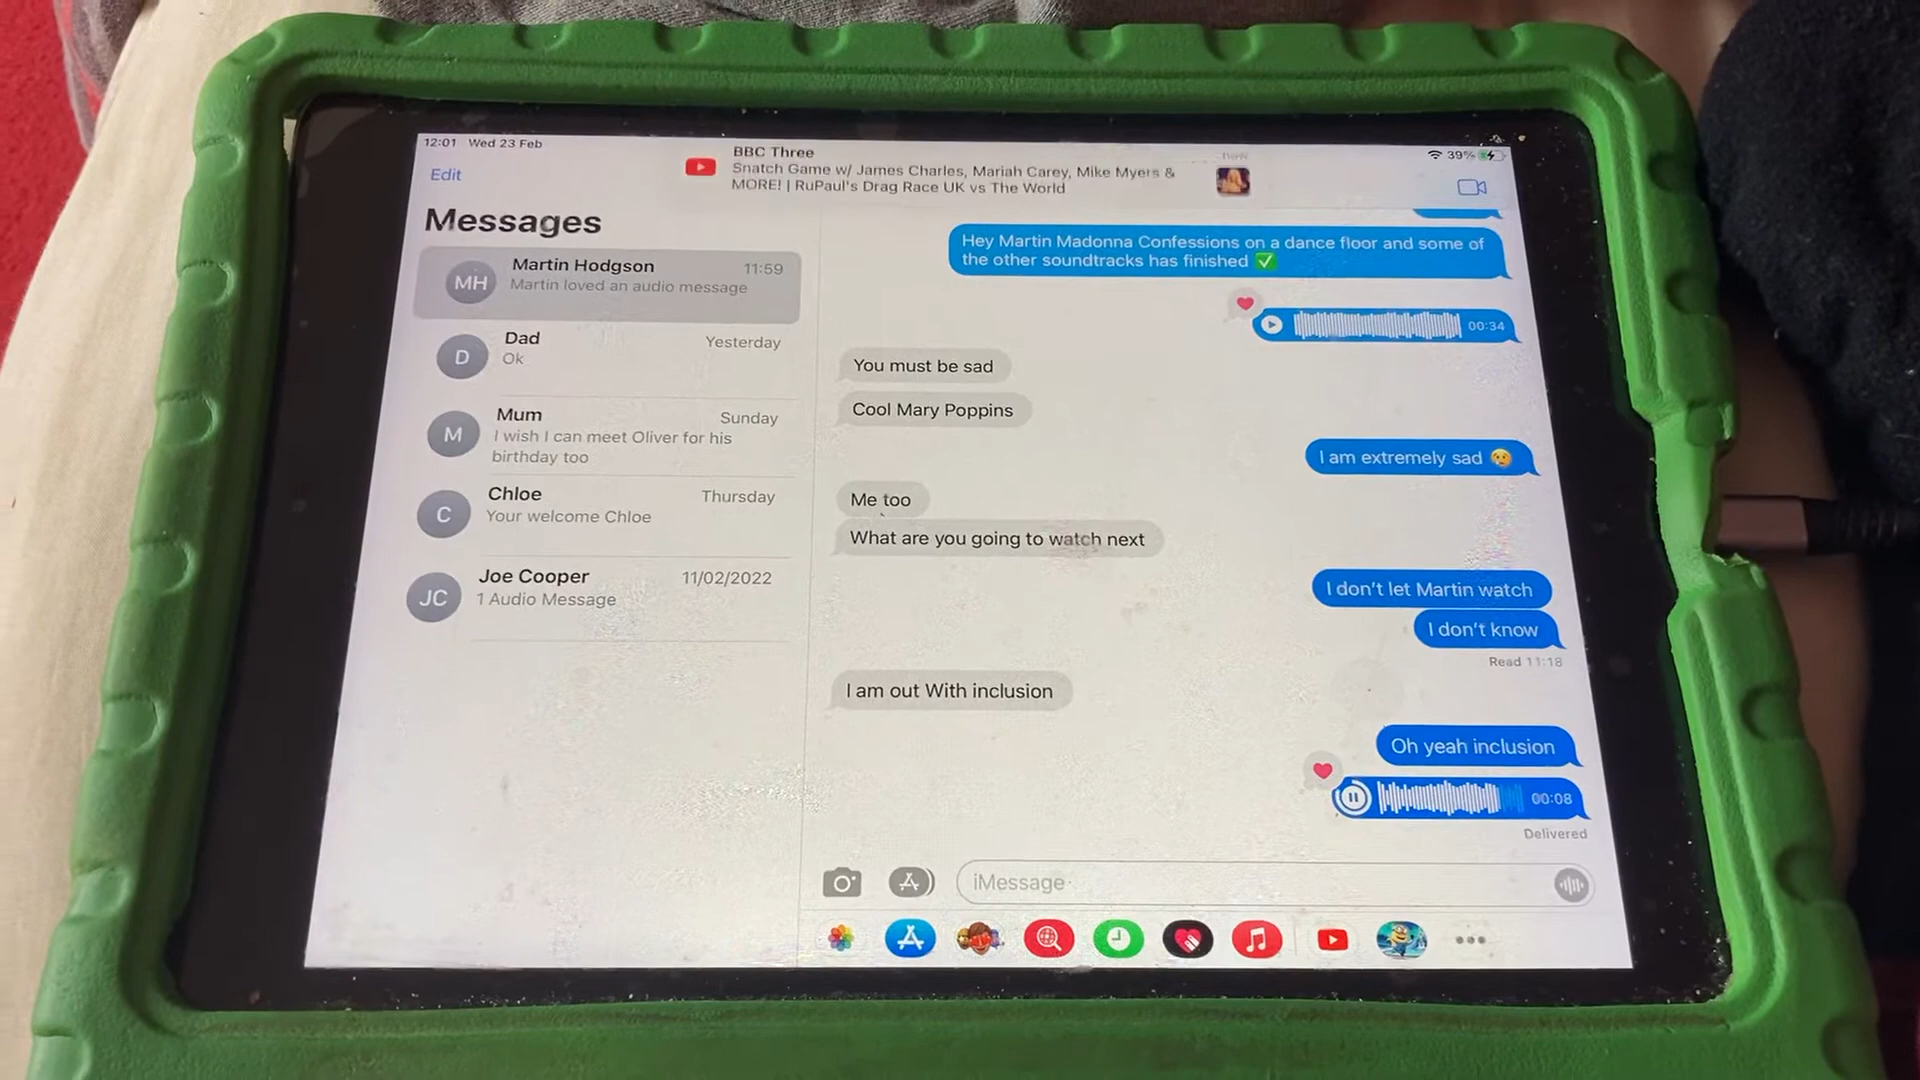 12:01 Wed 23 Feb
39%
BBC Three
Snatch Game w/ James Charles, Mariah Carey, Mike Myers &
MORE! | RuPaul's Drag Race UK vs The World
Edit
Messages
MH
Martin Hodgson
11:59
Martin loved an audio message
D
Dad
Yesterday
Ok
M
Mum
Sunday
I wish I can meet Oliver for his
birthday too
C
Chloe
Thursday
Your welcome Chloe
JC
Joe Cooper
11/02/2022
1 Audio Message
Hey Martin Madonna Confessions on a dance floor and some of
the other soundtracks has finished ✅
00:34
You must be sad
Cool Mary Poppins
I am extremely sad 😢
Me too
What are you going to watch next
I don't let Martin watch
I don't know
Read 11:18
I am out With inclusion
Oh yeah inclusion
00:08
Delivered
iMessage